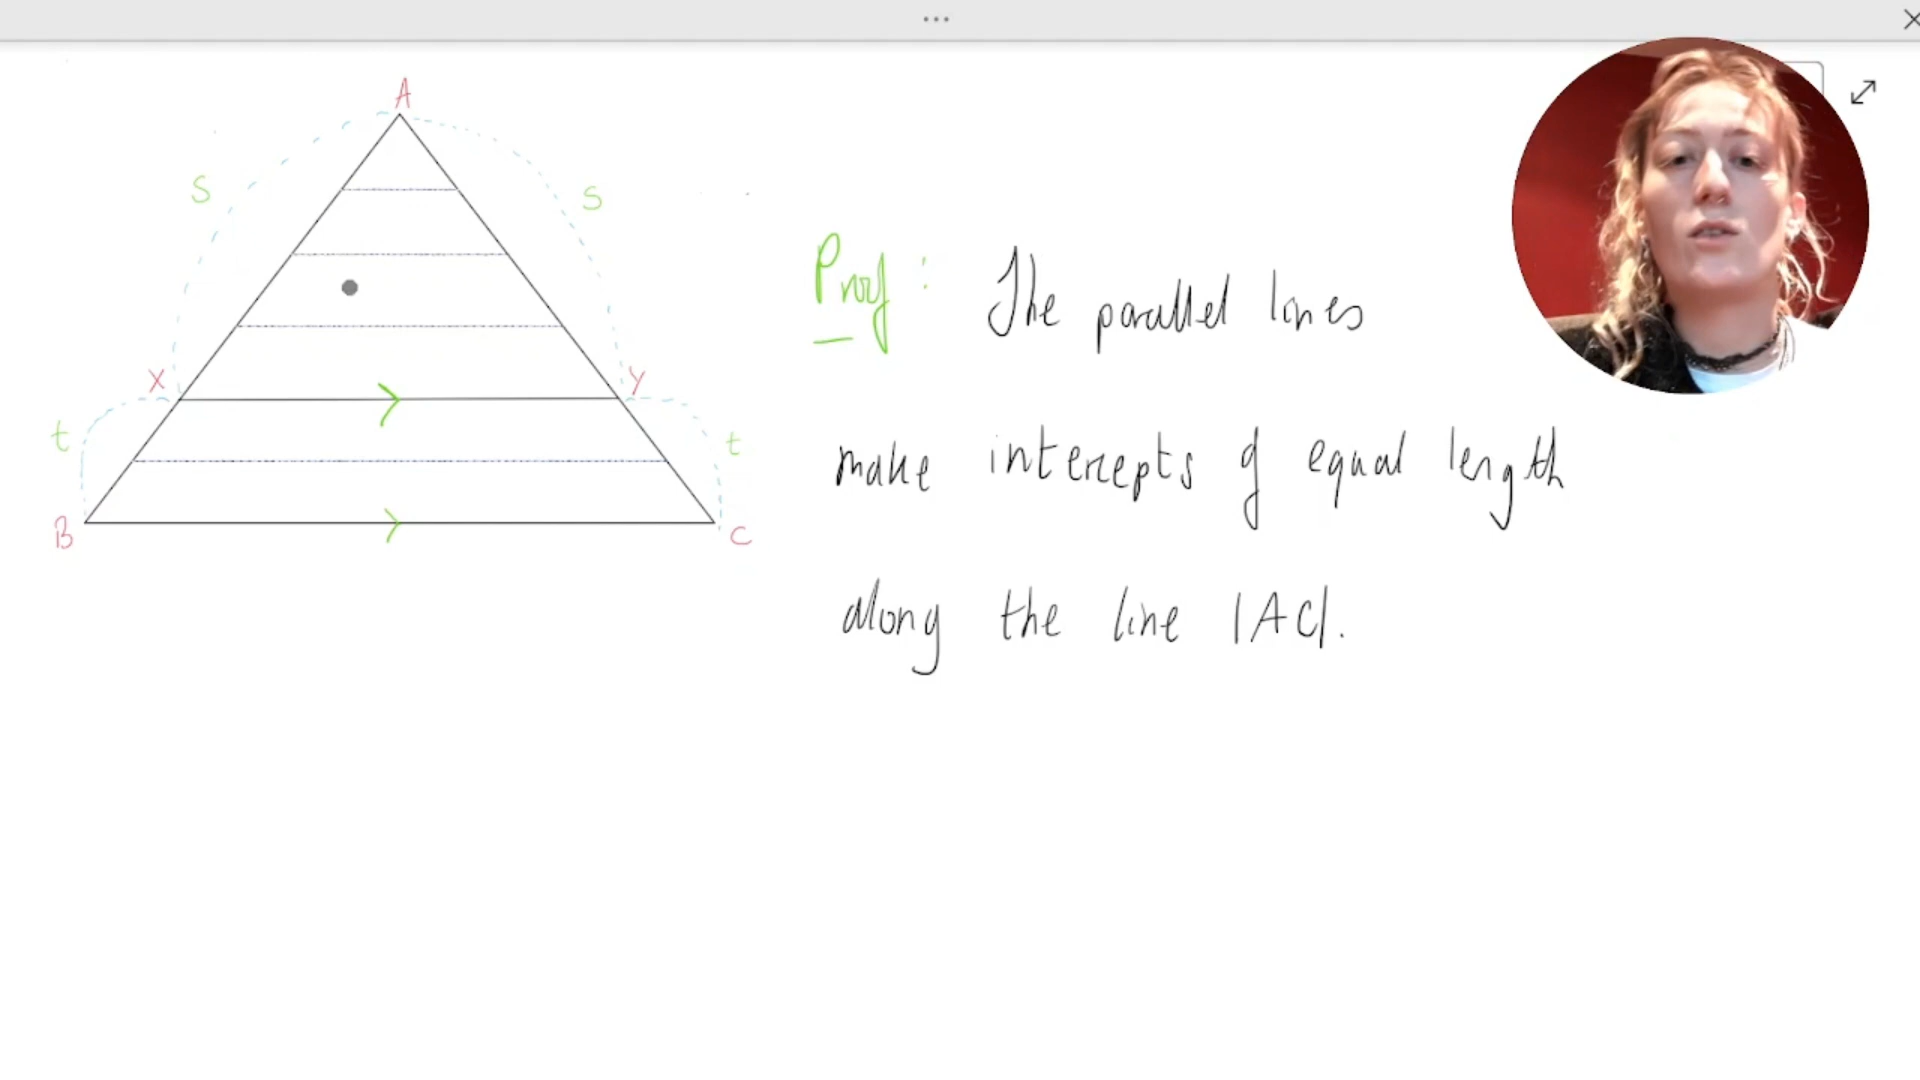 A
S
S
X
Y
t
t
B
C
Proof : The parallel lines
make intercepts of equal length
along the line |AC|.